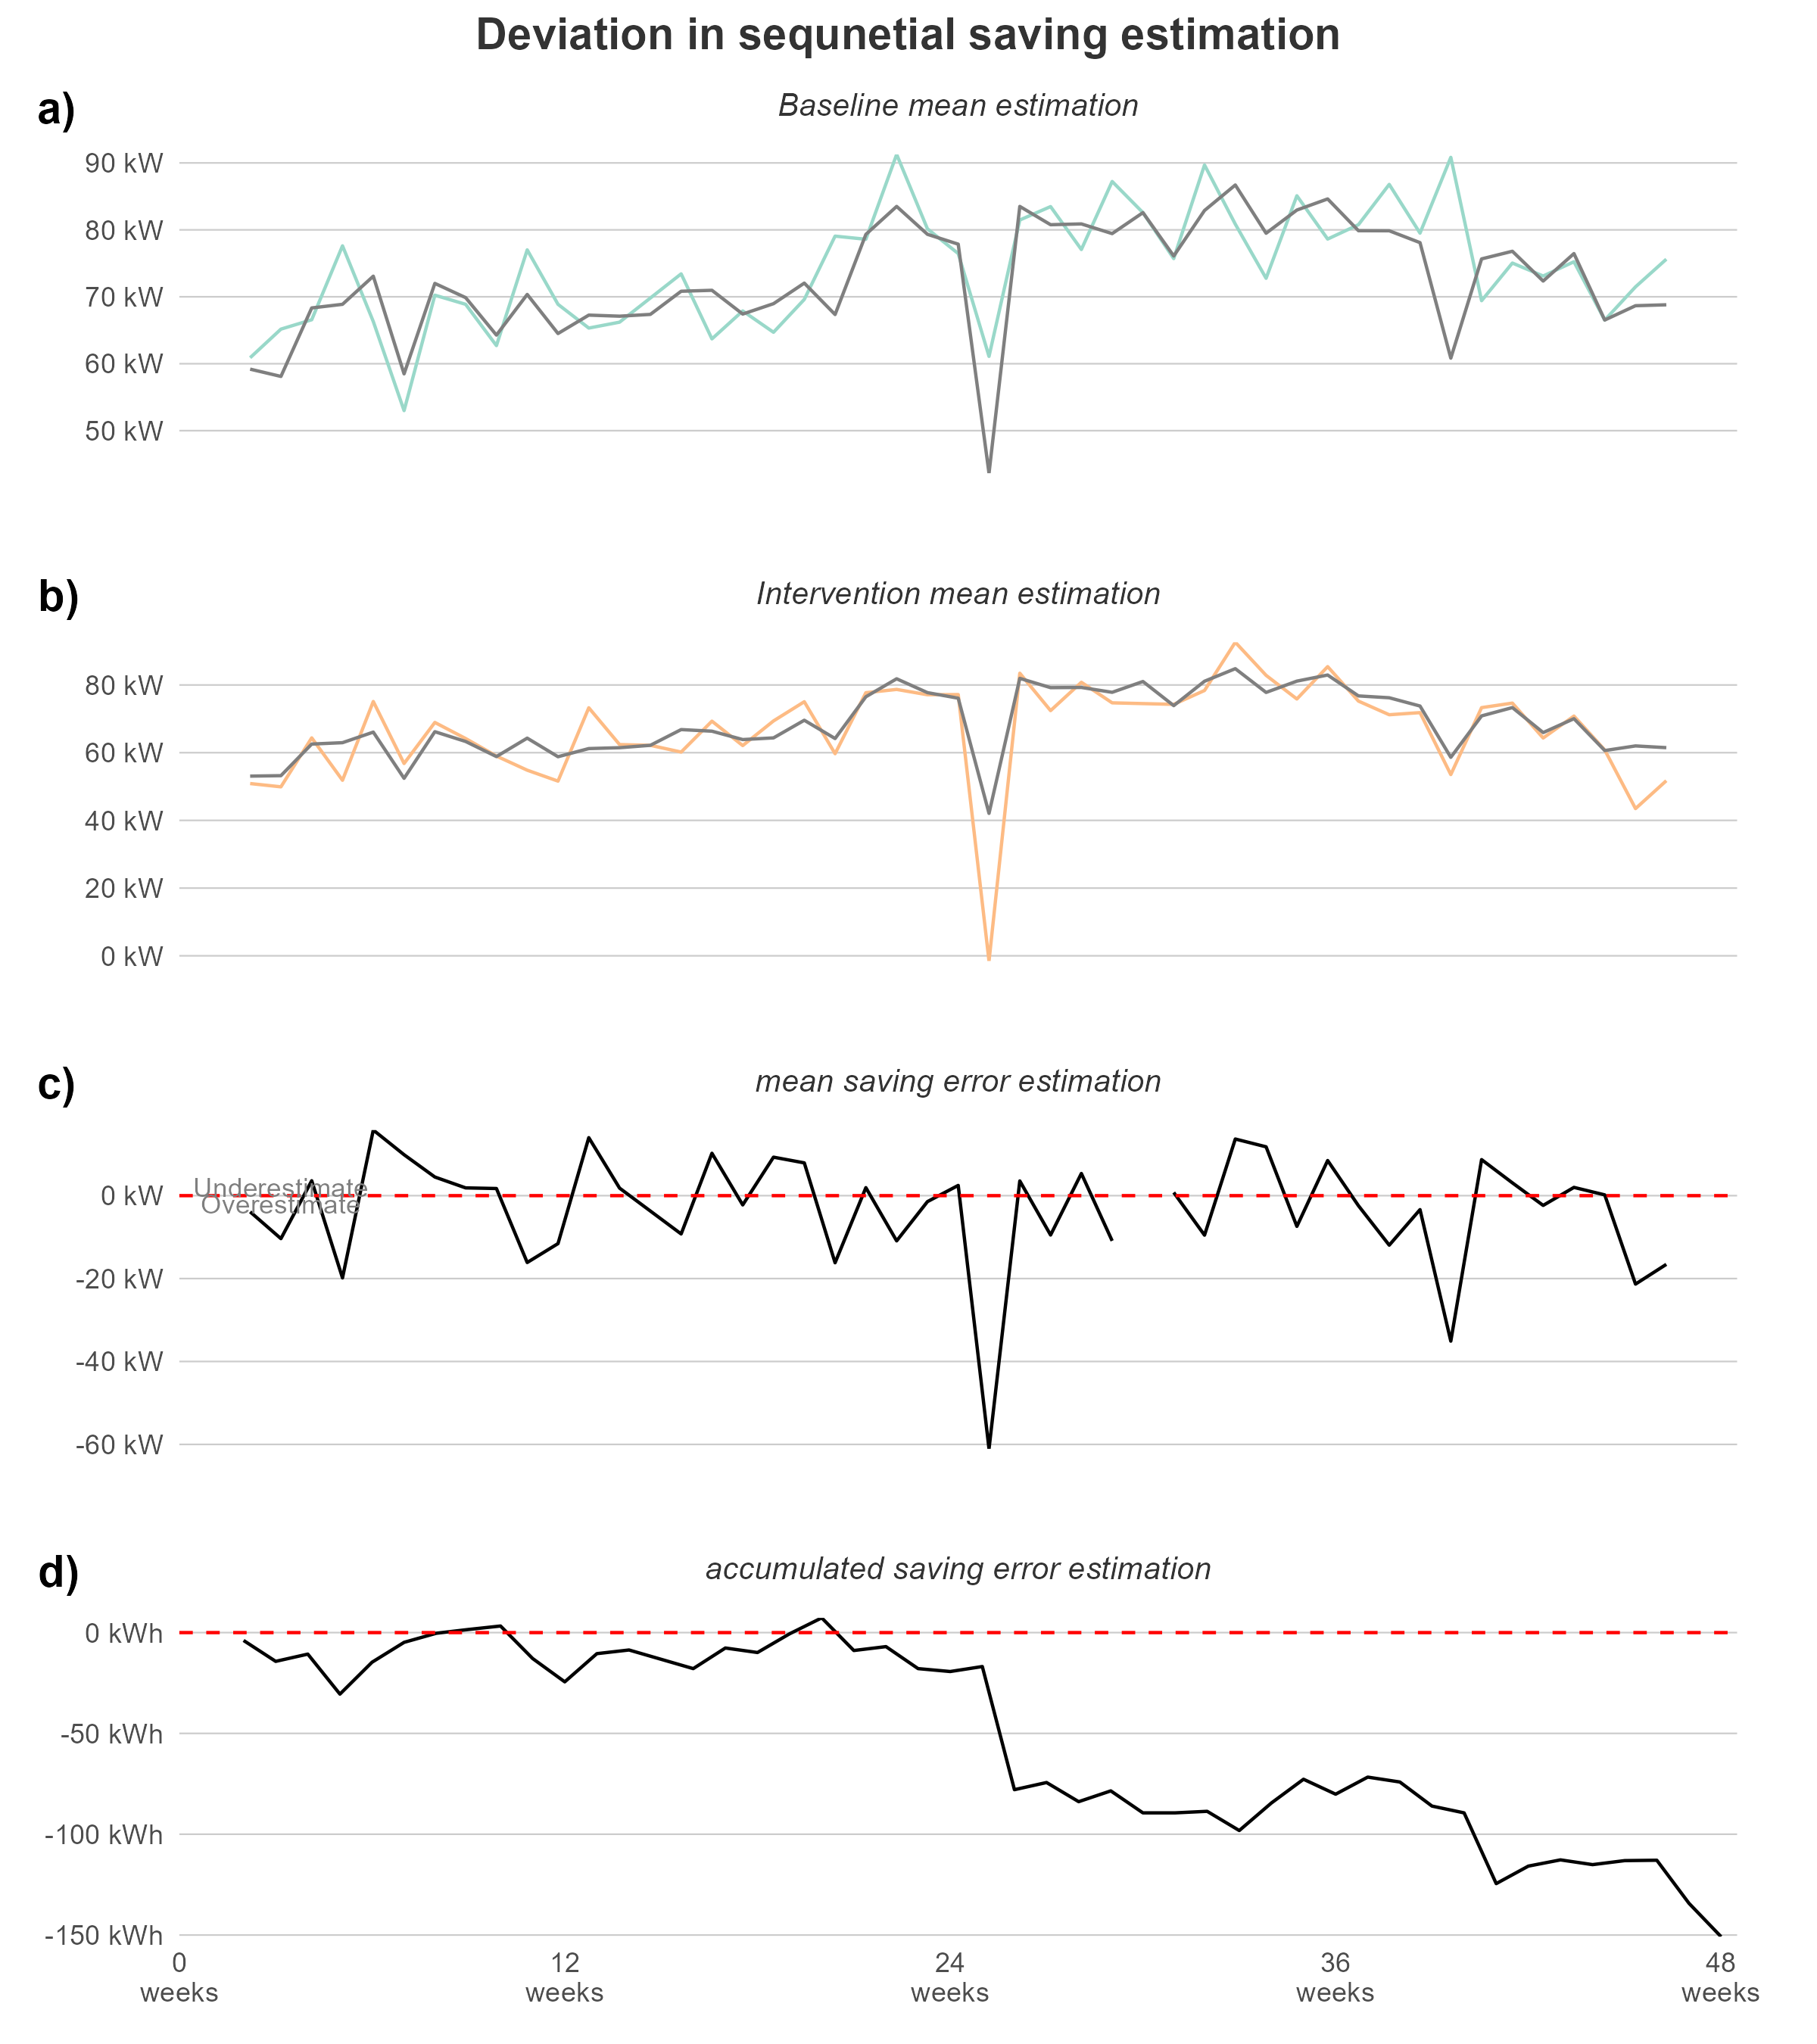 Deviation in sequnetial saving estimation
a)
Baseline mean estimation
90 kW
80 kW
70 kW
60 kW
50 kW
b)
Intervention mean estimation
80 kW
60 kW
40 kW
20 kW
0 kW
c)
mean saving error estimation
Underestimate
0 kW
Overestimate
-20 kW
-40 kW
-60 kW
d)
accumulated saving error estimation
0 kWh
-50 kWh
-100 kWh
-150 kWh
0 12 24 36 48
weeks weeks weeks weeks weeks